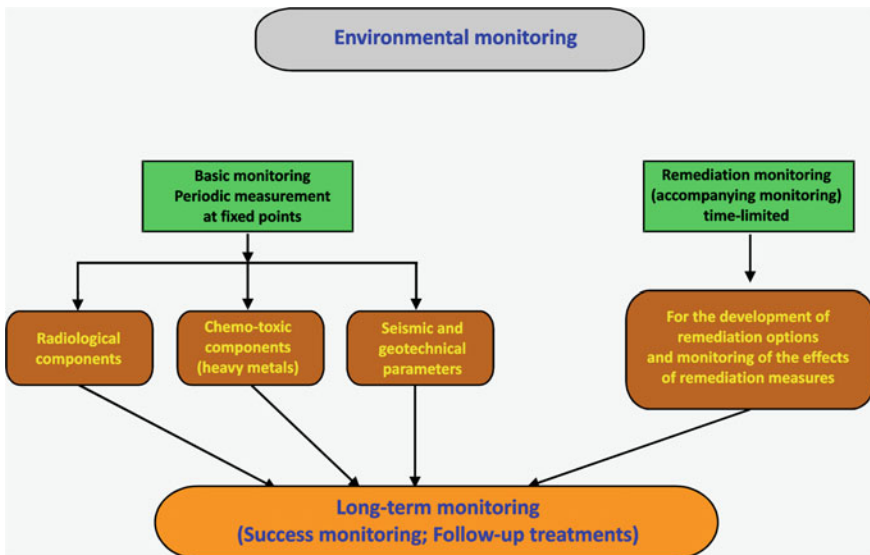 Environmental monitoring
Basic monitoring
Periodic measurement
at fixed points
Remediation monitoring
(accompanying monitoring)
time-limited
Radiological
components
Chemo-toxic
components
(heavy metals)
Seismic and
geotechnical
parameters
For the development of
remediation options
and monitoring of the effects
of remediation measures
Long-term monitoring
(Success monitoring; Follow-up treatments)